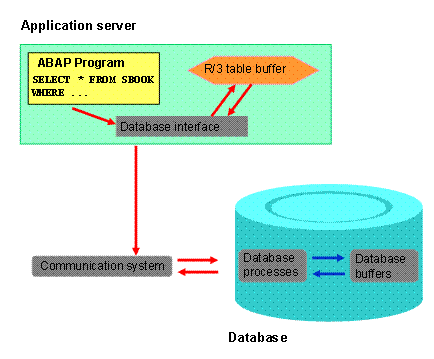 Application server
ABAP Program
SELECT * FROM SBOOK
WHERE ...
R/3 table buffer
Database interface
Communication system
Database
processes
Database
buffers
Database